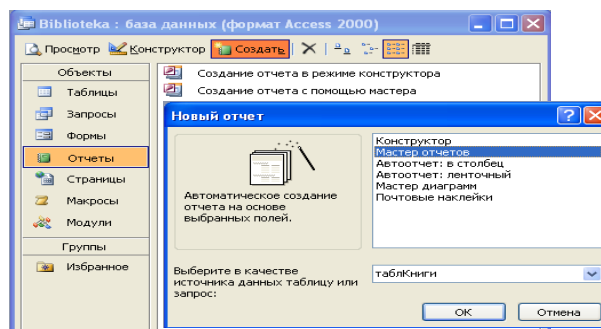 Biblioteka : база данных (формат Access 2000)
Просмотр Конструктор Создать
Объекты
Таблицы
Запросы
Формы
Отчеты
Страницы
Макросы
Модули
Группы
Избранное
Создание отчета в режиме конструктора
Создание отчета с помощью мастера
Новый отчет
Автоматическое создание
отчета на основе
выбранных полей.
Конструктор
Мастер отчетов
Автоотчет: в столбец
Автоотчет: ленточный
Мастер диаграмм
Почтовые наклейки
Выберите в качестве
источника данных таблицу или
запрос:
таблКниги
ОК
Отмена